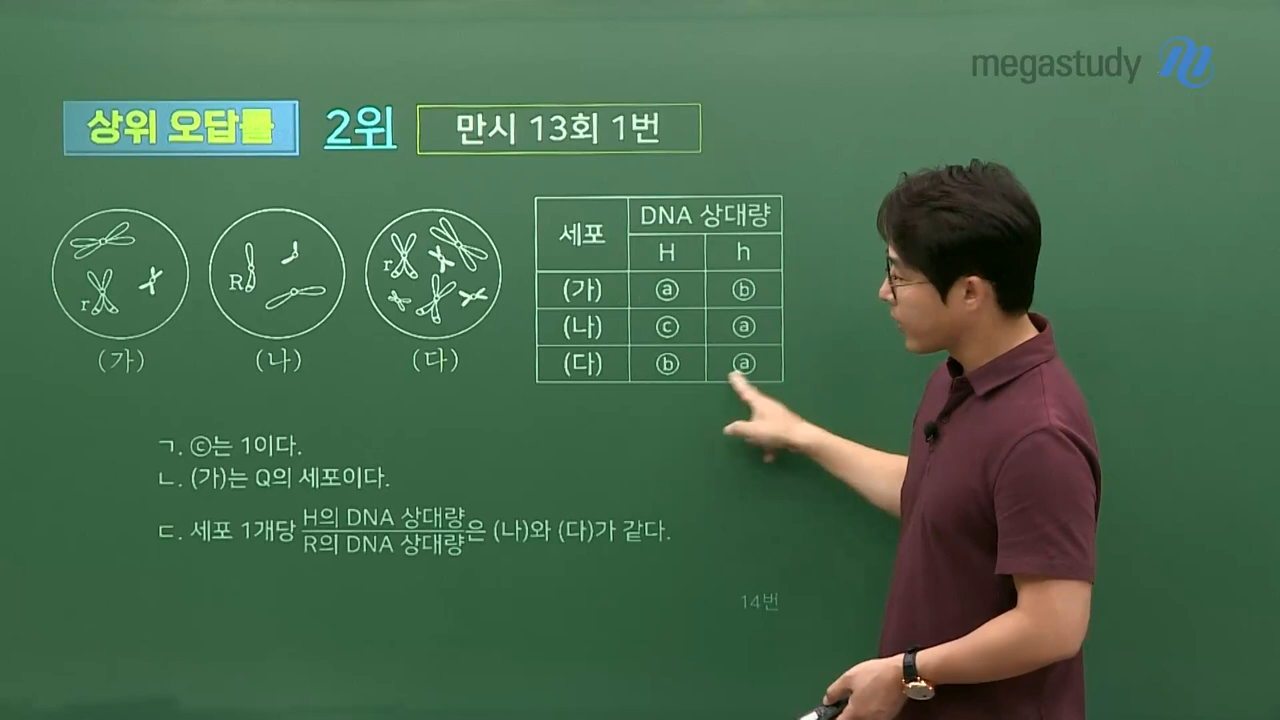 megastudy
상위 오답률 2위 만시 13회 1번
세포 DNA 상대량
H h
(가) ⓐ ⓑ
(나) ⓒ ⓐ
(다) ⓑ ⓐ
r
R
r
(가) (나) (다)
ㄱ. ⓒ는 1이다.
ㄴ. (가)는 Q의 세포이다.
ㄷ. 세포 1개당 H의 DNA 상대량/R의 DNA 상대량은 (나)와 (다)가 같다.
14번